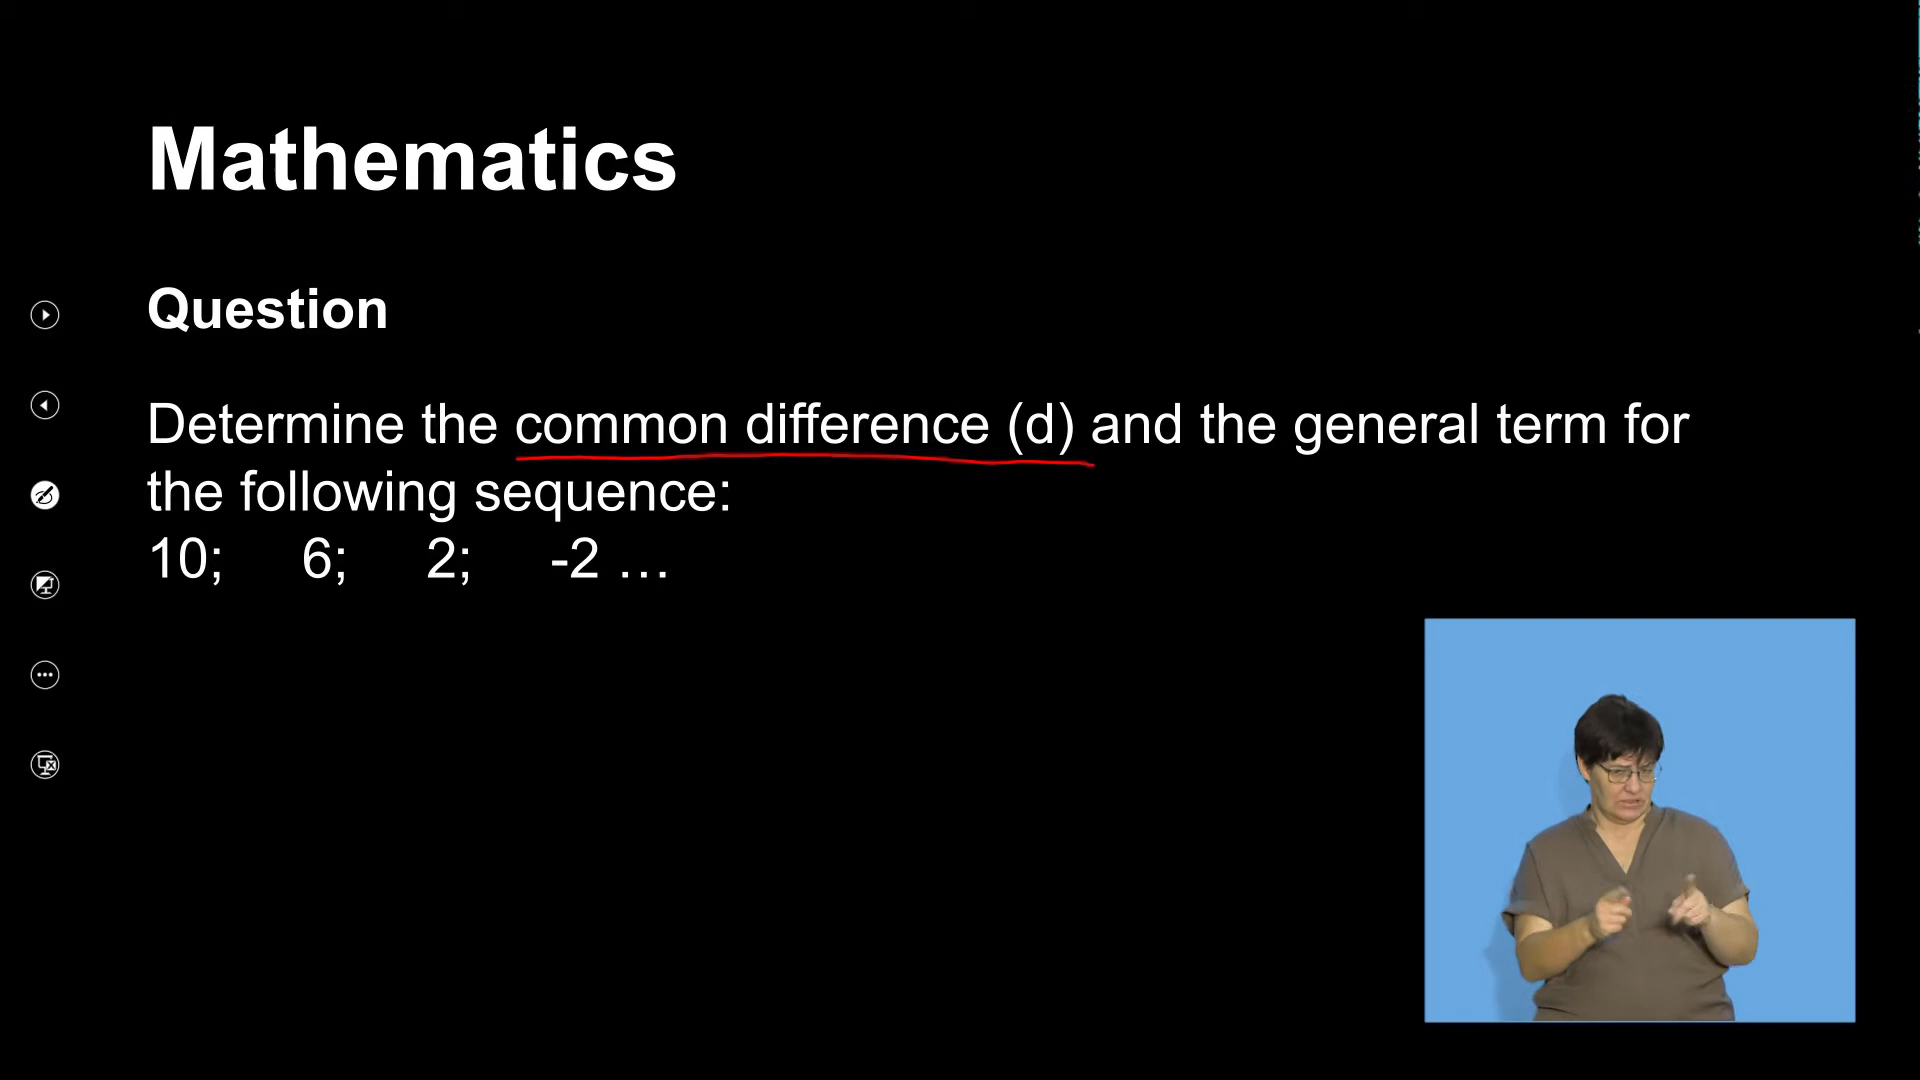 Mathematics
Question
Determine the common difference (d) and the general term for
the following sequence:
10; 6; 2; -2 …